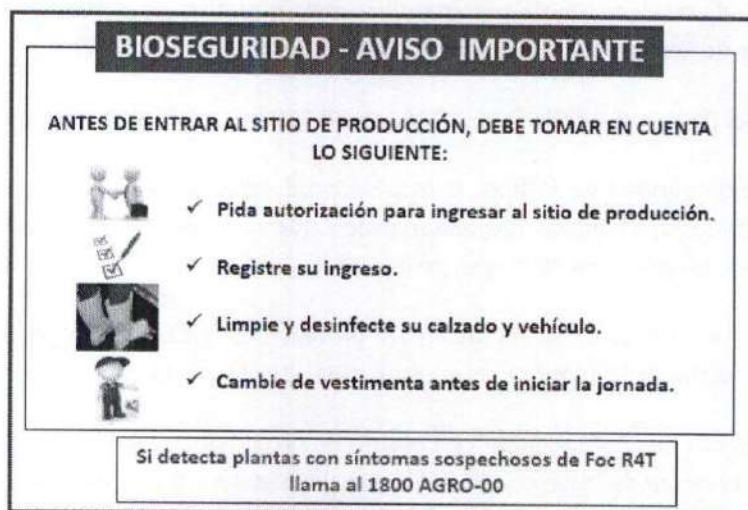 BIOSEGURIDAD - AVISO IMPORTANTE
ANTES DE ENTRAR AL SITIO DE PRODUCCIÓN, DEBE TOMAR EN CUENTA
LO SIGUIENTE:
✓ Pida autorización para ingresar al sitio de producción.
✓ Registre su ingreso.
✓ Limpie y desinfecte su calzado y vehículo.
✓ Cambie de vestimenta antes de iniciar la jornada.
Si detecta plantas con síntomas sospechosos de Foc R4T
llama al 1800 AGRO-00